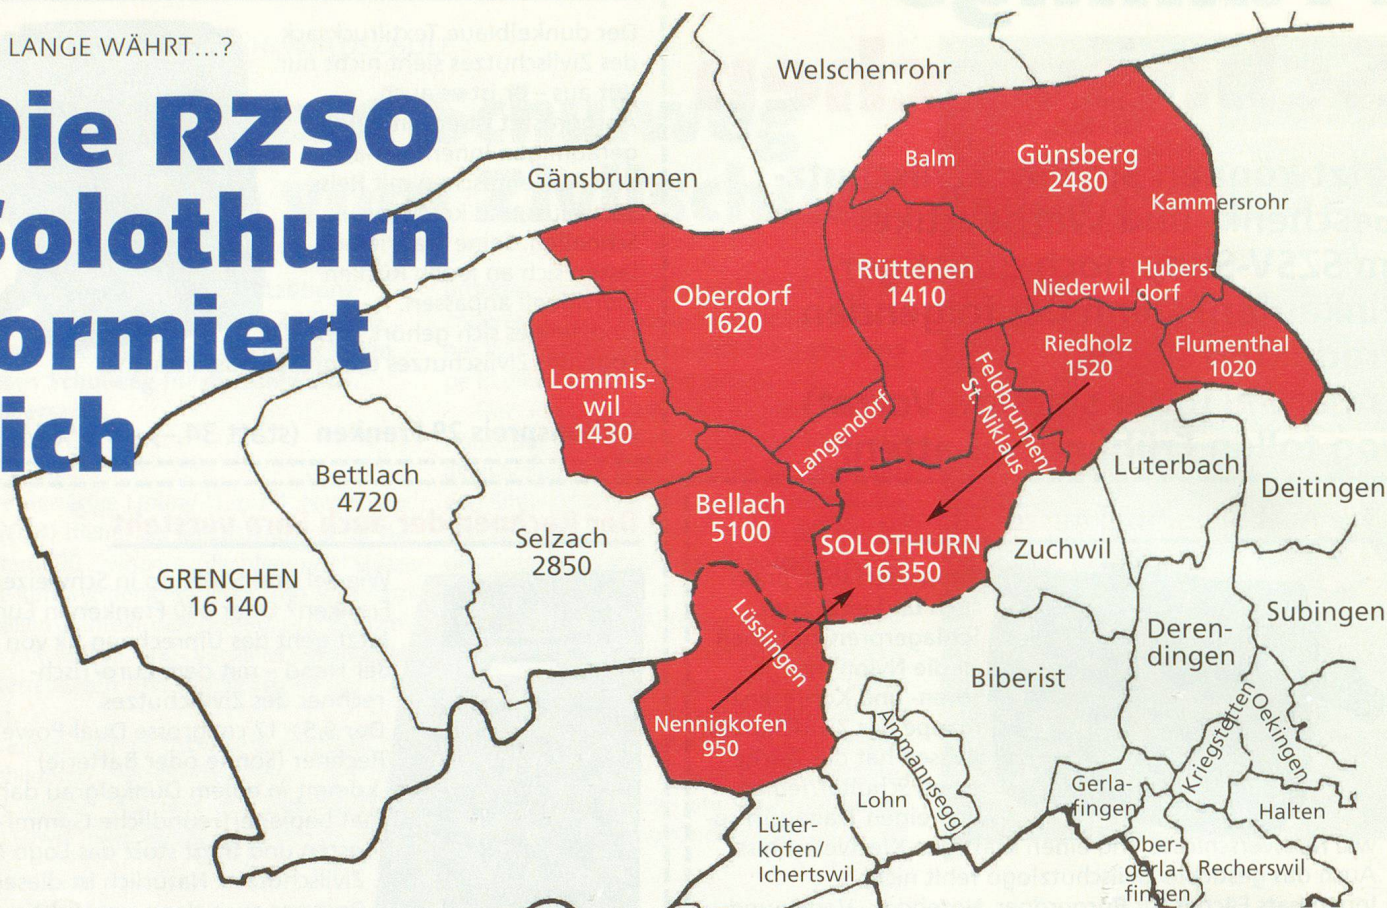 LANGE WÄHRT...?
Die RZSO
Solothurn
formiert
sich
Welschenrohr
Gänsbrunnen
Balm
Günsberg
2480
Kammersrohr
Rüttenen
1410
Niederwil
Hubers-
dorf
Oberdorf
1620
Riedholz
1520
Flumenthal
1020
Lommis-
wil
1430
Feldbrunnen/
St. Niklaus
Langendorf
Bettlach
4720
Bellach
5100
Luterbach
Deitingen
Selzach
2850
SOLOTHURN
16 350
Zuchwil
GRENCHEN
16 140
Lüsslingen
Subingen
Deren-
dingen
Biberist
Nennigkofen
950
Ammannsegg
Kriegstetten
Oekingen
Lohn
Gerla-
fingen
Halten
Lüter-
kofen/
Ichertswil
Ober-
gerla-
fingen
Recherswil